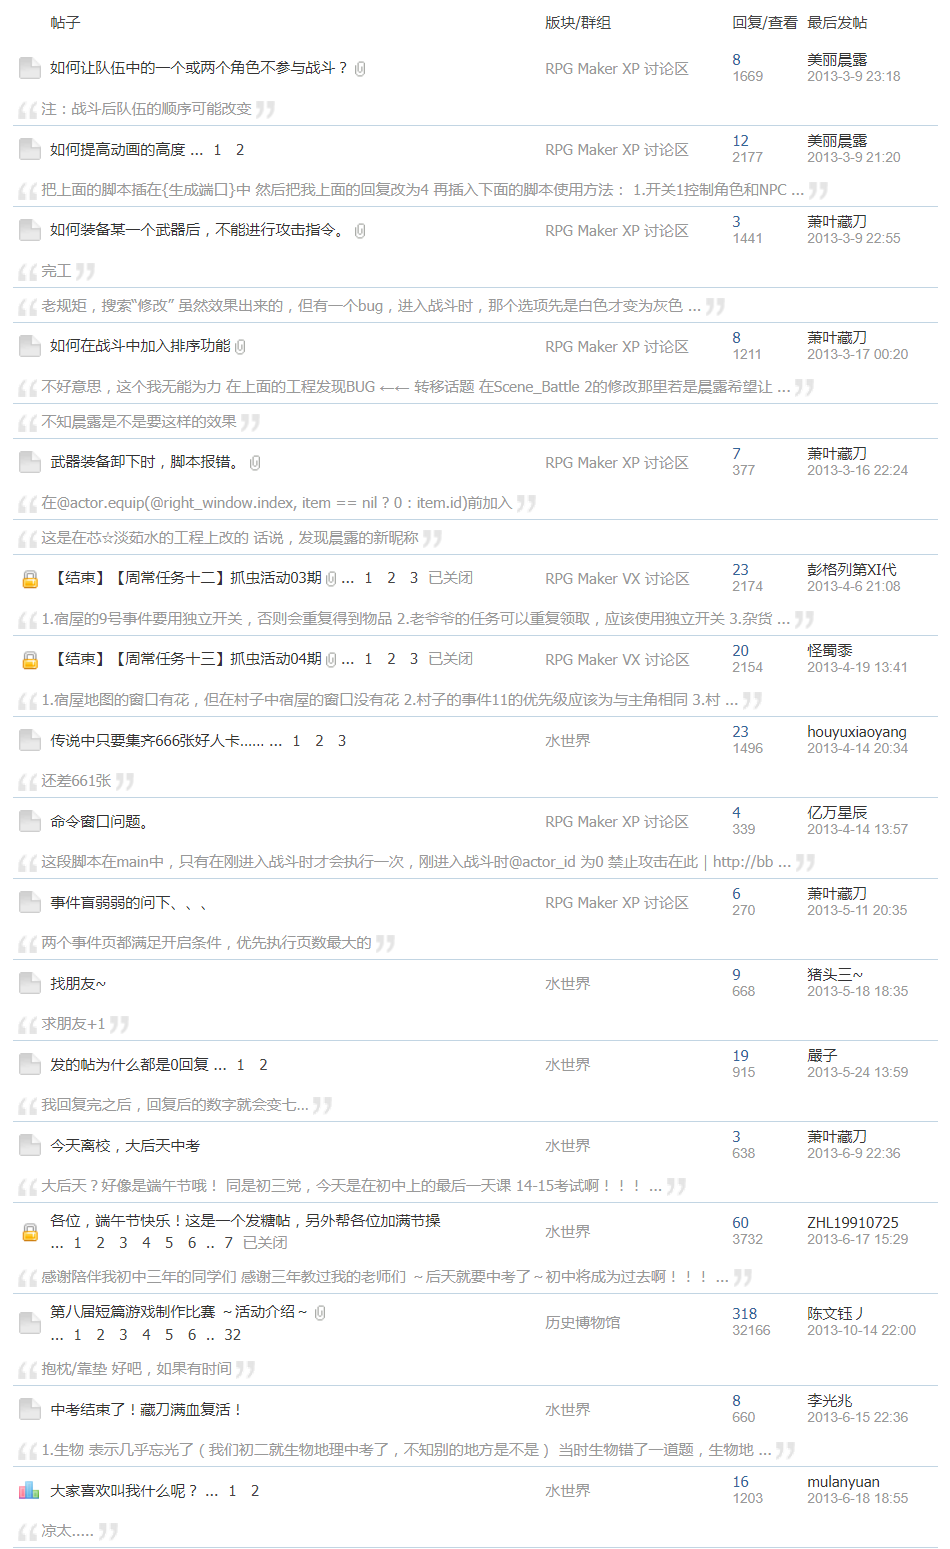 帖子 版块/群组 回复/查看 最后发帖
如何让队伍中的一个或两个角色不参与战斗？ RPG Maker XP 讨论区 8 美丽晨露
1669 2013-3-9 23:18
注：战斗后队伍的顺序可能改变
如何提高动画的高度 ... 1 2 RPG Maker XP 讨论区 12 美丽晨露
2177 2013-3-9 21:20
把上面的脚本插在{生成端口}中 然后把我上面的回复改为4 再插入下面的脚本使用方法： 1.开关1控制角色和NPC ...
如何装备某一个武器后，不能进行攻击指令。 RPG Maker XP 讨论区 3 萧叶藏刀
1441 2013-3-9 22:55
完工
老规矩，搜索“修改” 虽然效果出来的，但有一个bug，进入战斗时，那个选项先是白色才变为灰色 ...
如何在战斗中加入排序功能 RPG Maker XP 讨论区 8 萧叶藏刀
1211 2013-3-17 00:20
不好意思，这个我无能为力 在上面的工程发现BUG ←← 转移话题 在Scene_Battle 2的修改那里若是晨露希望让 ...
不知晨露是不是要这样的效果
武器装备卸下时，脚本报错。 RPG Maker XP 讨论区 7 萧叶藏刀
377 2013-3-16 22:24
在@actor.equip(@right_window.index, item == nil ? 0 : item.id)前加入
这是在芯☆淡茹水的工程上改的 话说，发现晨露的新昵称
【结束】【周常任务十二】抓虫活动03期 ... 1 2 3 已关闭 RPG Maker VX 讨论区 23 彭格列第XI代
2174 2013-4-6 21:08
1.宿屋的9号事件要用独立开关，否则会重复得到物品 2.老爷爷的任务可以重复领取，应该使用独立开关 3.杂货 ...
【结束】【周常任务十三】抓虫活动04期 ... 1 2 3 已关闭 RPG Maker VX 讨论区 20 怪蜀黍
2154 2013-4-19 13:41
1.宿屋地图的窗口有花，但在村子中宿屋的窗口没有花 2.村子的事件11的优先级应该为与主角相同 3.村 ...
传说中只要集齐666张好人卡...... ... 1 2 3 水世界 23 houyuxiaoyang
1496 2013-4-14 20:34
还差661张
命令窗口问题。 RPG Maker XP 讨论区 4 亿万星辰
339 2013-4-14 13:57
这段脚本在main中，只有在刚进入战斗时才会执行一次，刚进入战斗时@actor_id 为0 禁止攻击在此 | http://bb ...
事件盲弱弱的问下、、、 RPG Maker XP 讨论区 6 萧叶藏刀
270 2013-5-11 20:35
两个事件页都满足开启条件，优先执行页数最大的
找朋友~ 水世界 9 猪头三~
668 2013-5-18 18:35
求朋友+1
发的帖为什么都是0回复 ... 1 2 水世界 19 嚴子
915 2013-5-24 13:59
我回复完之后，回复后的数字就会变七...
今天离校，大后天中考 水世界 3 萧叶藏刀
638 2013-6-9 22:36
大后天？好像是端午节哦！ 同是初三党，今天是在初中上的最后一天课 14-15考试啊！！！ ...
各位，端午节快乐！这是一个发糖帖，另外帮各位加满节操 水世界 60 ZHL19910725
... 1 2 3 4 5 6 .. 7 已关闭 3732 2013-6-17 15:29
感谢陪伴我初中三年的同学们 感谢三年教过我的老师们 ～后天就要中考了～初中将成为过去啊！！！ ...
第八届短篇游戏制作比赛 ～活动介绍～ 历史博物馆 318 陈文钰丿
... 1 2 3 4 5 6 .. 32 32166 2013-10-14 22:00
抱枕/靠垫 好吧，如果有时间
中考结束了！藏刀满血复活！ 水世界 8 李光兆
660 2013-6-15 22:36
1.生物 表示几乎忘光了（我们初二就生物地理中考了，不知别的地方是不是） 当时生物错了一道题，生物地 ...
大家喜欢叫我什么呢？ ... 1 2 水世界 16 mulanyuan
1203 2013-6-18 18:55
凉太.....